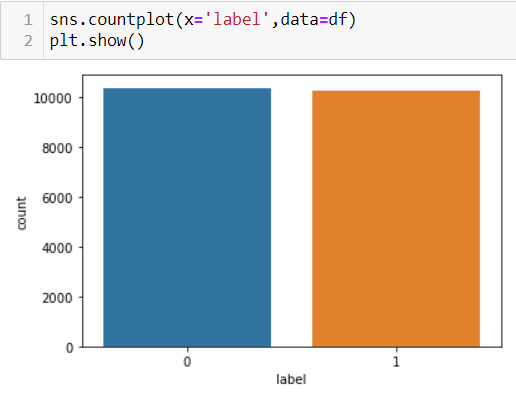 1 sns.countplot(x='label',data=df)
2 plt.show()
10000
8000
6000
4000
2000
0
count
0 1
label